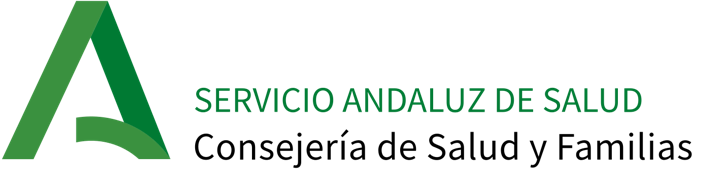 SERVICIO ANDALUZ DE SALUD
Consejería de Salud y Familias